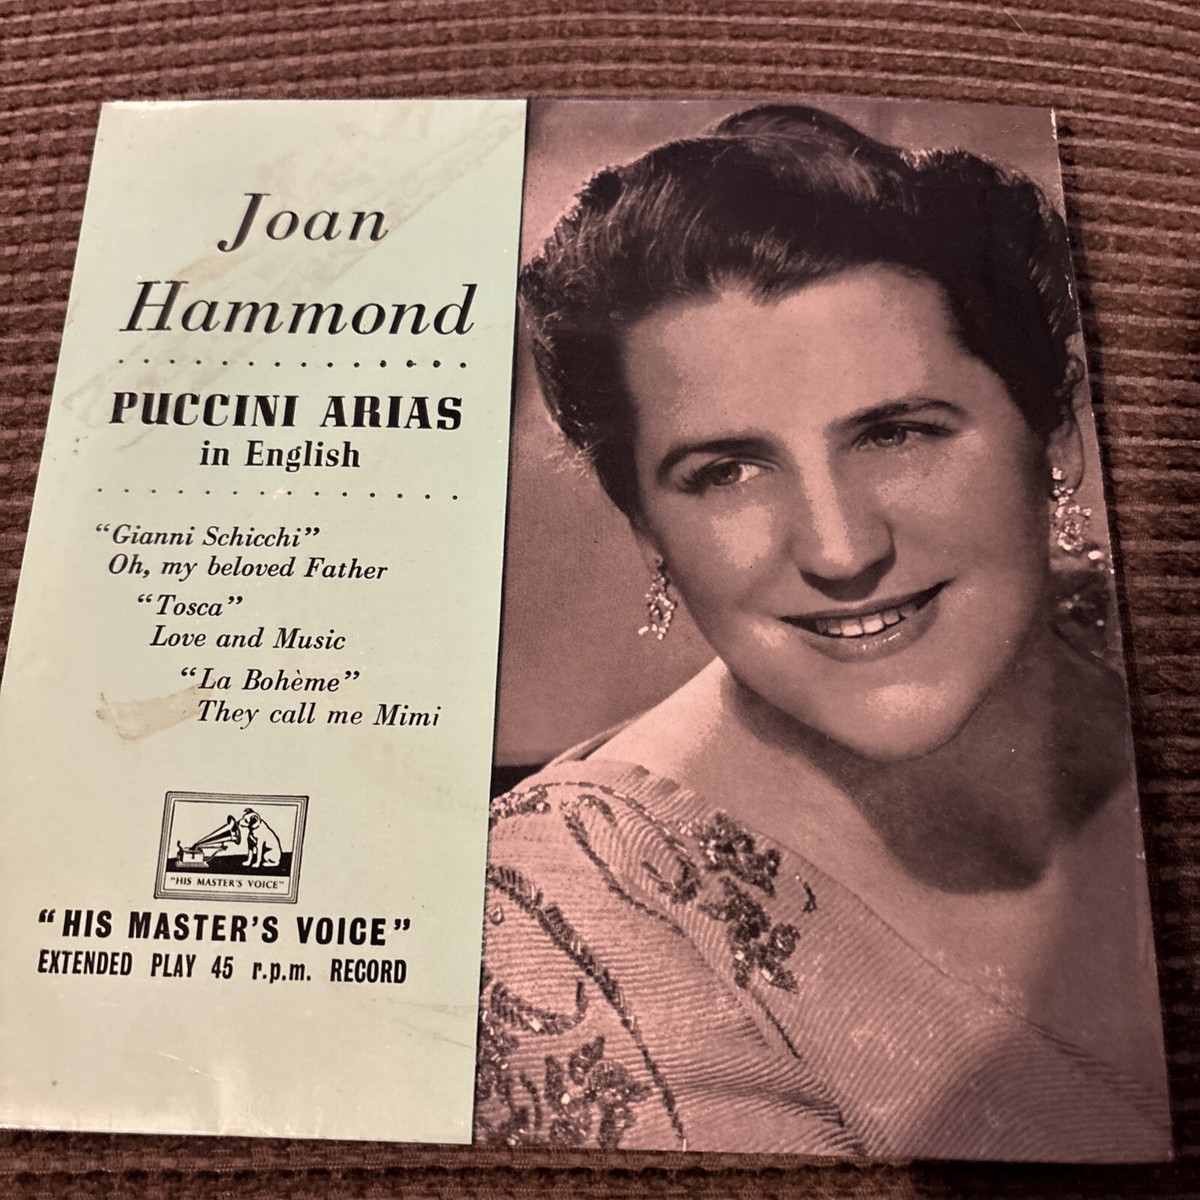 Joan
Hammond
PUCCINI ARIAS
in English
“Gianni Schicchi”
Oh, my beloved Father
“Tosca”
Love and Music
“La Bohème”
They call me Mimi
“HIS MASTER'S VOICE”
“HIS MASTER'S VOICE”
EXTENDED PLAY 45 r.p.m. RECORD